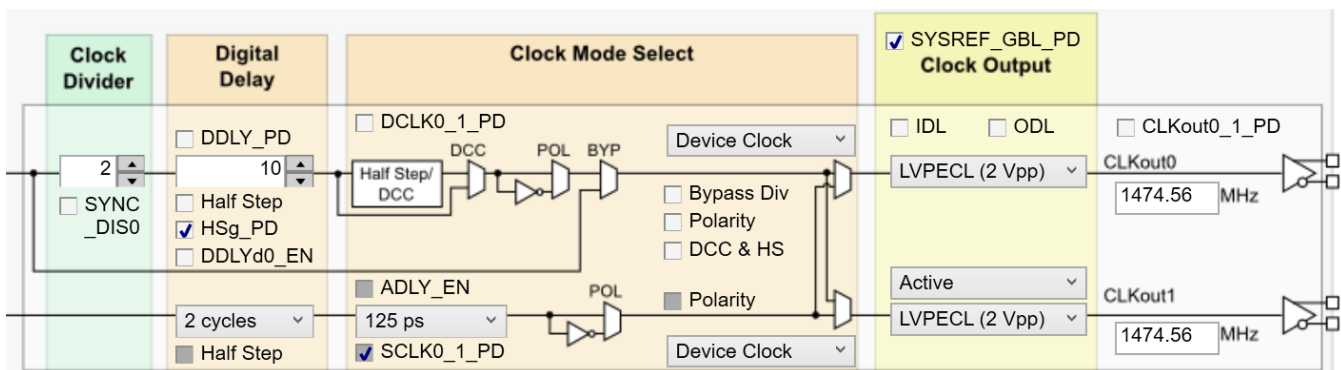 Clock
Divider
Digital
Delay
Clock Mode Select
SYSREF_GBL_PD
Clock Output
DDLY_PD
DCLK0_1_PD
Device Clock
IDL
ODL
CLKout0_1_PD
2
10
Half Step/
DCC
DCC
POL
BYP
LVPECL (2 Vpp)
CLKout0
1474.56
MHz
SYNC
_DIS0
Half Step
HSg_PD
DDLYd0_EN
Bypass Div
Polarity
DCC & HS
ADLY_EN
POL
Polarity
Active
CLKout1
2 cycles
125 ps
LVPECL (2 Vpp)
1474.56
MHz
Half Step
SCLK0_1_PD
Device Clock